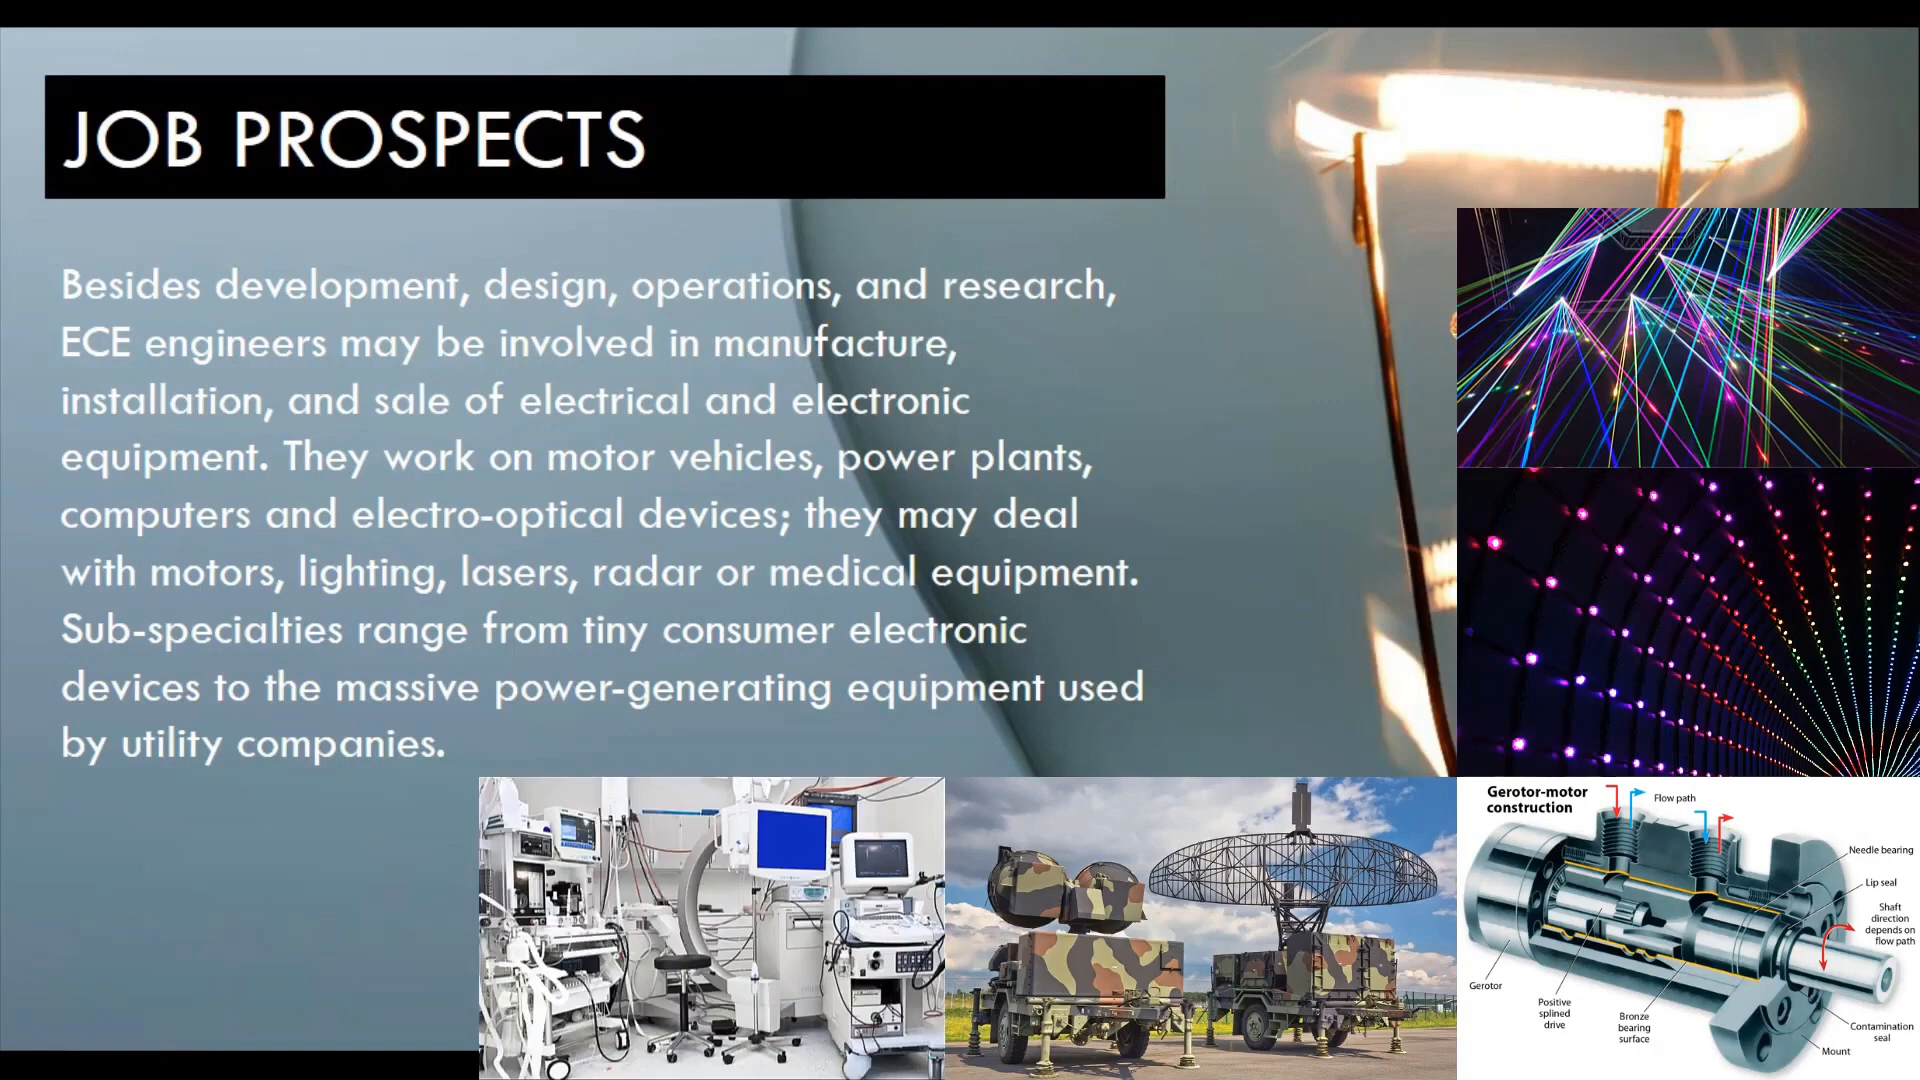 JOB PROSPECTS
Besides development, design, operations, and research,
ECE engineers may be involved in manufacture,
installation, and sale of electrical and electronic
equipment. They work on motor vehicles, power plants,
computers and electro-optical devices; they may deal
with motors, lighting, lasers, radar or medical equipment.
Sub-specialties range from tiny consumer electronic
devices to the massive power-generating equipment used
by utility companies.
Gerotor-motor
construction
Flow path
Needle bearing
Lip seal
Shaft
direction
depends on
flow path
Gerotor
Positive
splined
drive
Bronze
bearing
surface
Contamination
seal
Mount